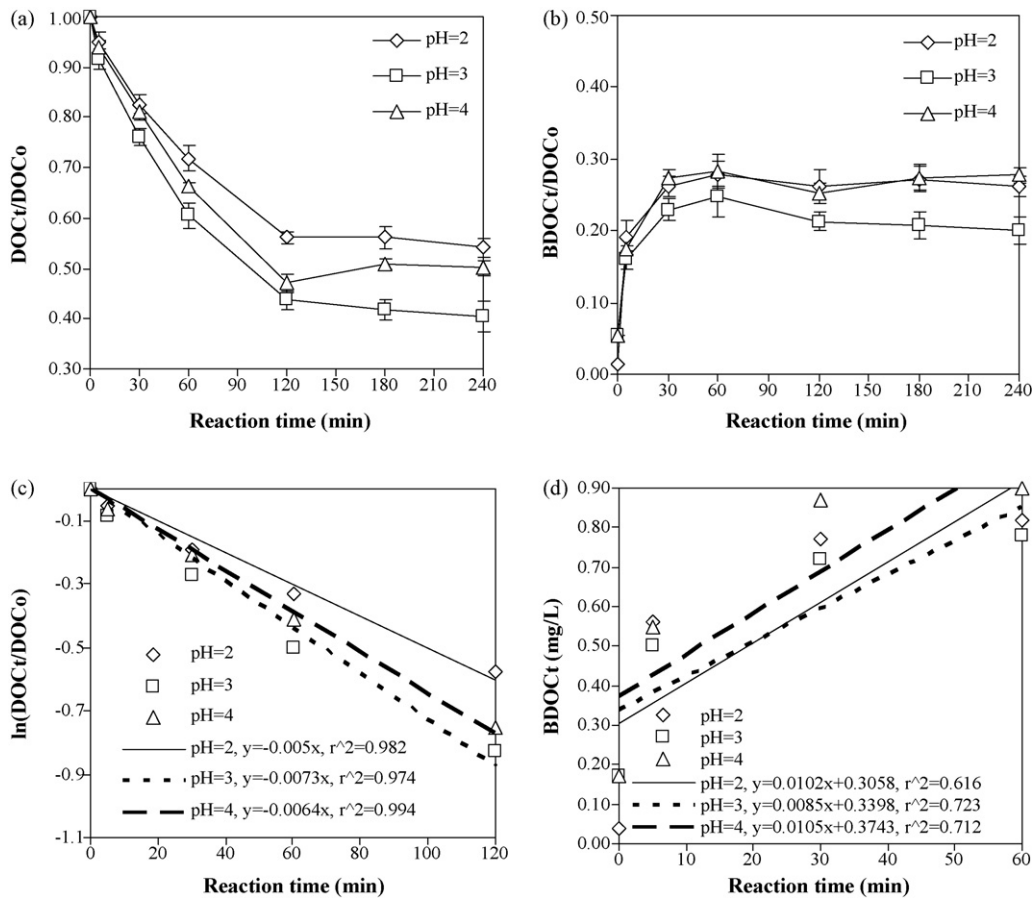 (a)
1.00
0.90
0.80
0.70
0.60
0.50
0.40
0.30
DOCt/DOCo
pH=2
pH=3
pH=4
0 30 60 90 120 150 180 210 240
Reaction time (min)
(b)
0.50
0.40
0.30
0.20
0.10
0.00
BDOCt/DOCo
pH=2
pH=3
pH=4
0 30 60 90 120 150 180 210 240
Reaction time (min)
(c)
-0.1
-0.3
-0.5
-0.7
-0.9
-1.1
ln(DOCt/DOCo)
pH=2
pH=3
pH=4
pH=2, y=-0.005x, r^2=0.982
pH=3, y=-0.0073x, r^2=0.974
pH=4, y=-0.0064x, r^2=0.994
0 20 40 60 80 100 120
Reaction time (min)
(d)
0.90
0.80
0.70
0.60
0.50
0.40
0.30
0.20
0.10
0.00
BDOCt (mg/L)
pH=2
pH=3
pH=4
pH=2, y=0.0102x+0.3058, r^2=0.616
pH=3, y=0.0085x+0.3398, r^2=0.723
pH=4, y=0.0105x+0.3743, r^2=0.712
0 10 20 30 40 50 60
Reaction time (min)